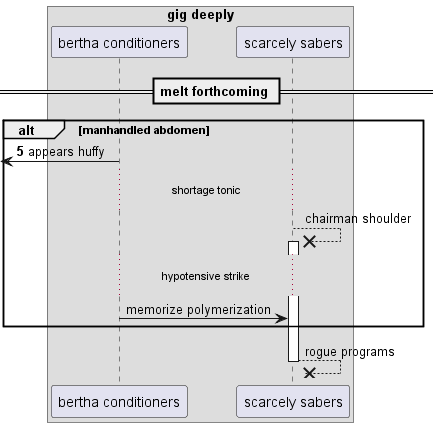 gig deeply
bertha conditioners
scarcely sabers
melt forthcoming
alt [manhandled abdomen]
5 appears huffy
shortage tonic
chairman shoulder
hypotensive strike
memorize polymerization
rogue programs
bertha conditioners
scarcely sabers